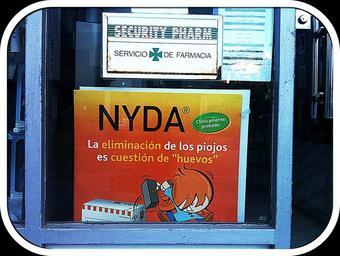 SECURITY PHARM
SERVICIO DE FARMACIA
NYDA®
Clínicamente
probado
La eliminación de los piojos
es cuestión de "huevos"